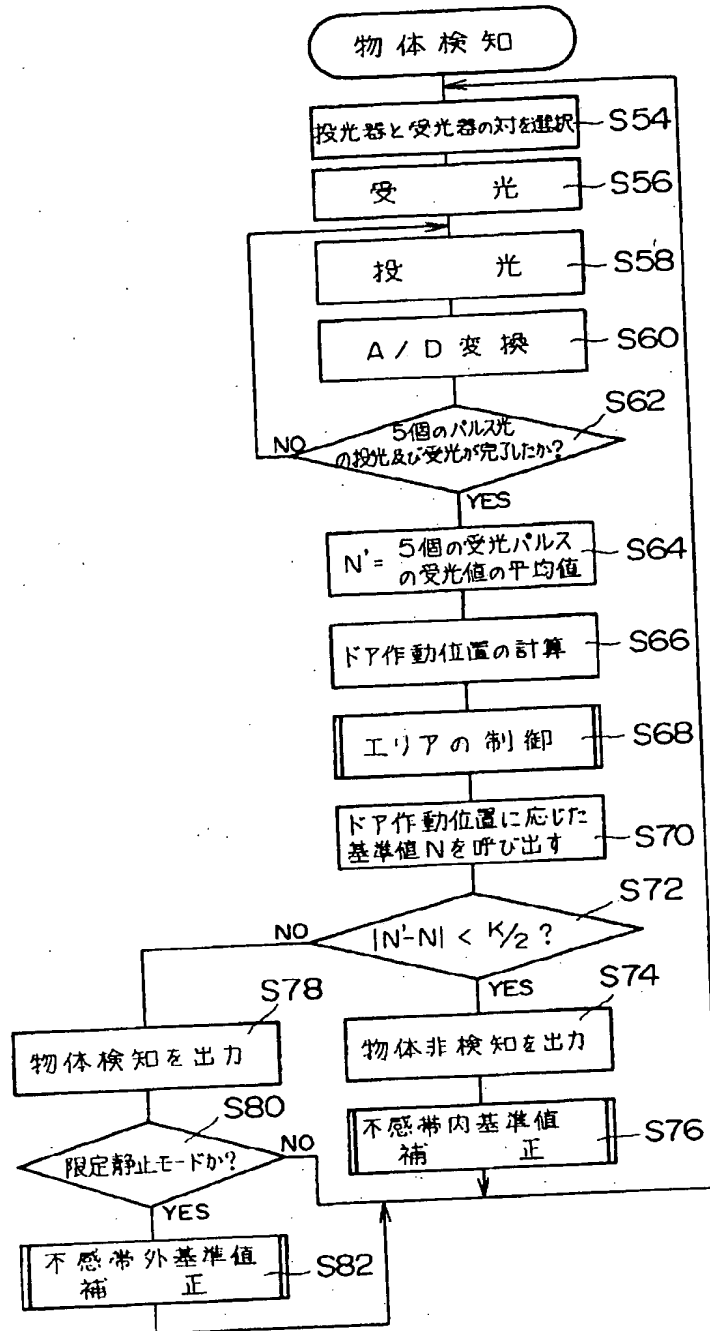 物体検知
投光器と受光器の対を選択
S54
受 光
S56
投 光
S58
A/D変換
S60
S62
5個のパルス光
の投光及び受光が完了したか?
NO
YES
N'= 5個の受光パルス
の受光値の平均値
S64
ドア作動位置の計算
S66
エリアの制御
S68
ドア作動位置に応じた
基準値Nを呼び出す
S70
S72
|N'-N| < K/2 ?
NO
YES
S78
S74
物体検知を出力
物体非検知を出力
S80
限定静止モードか?
NO
YES
不感帯内基準値
補 正
S76
不感帯外基準値
補 正
S82